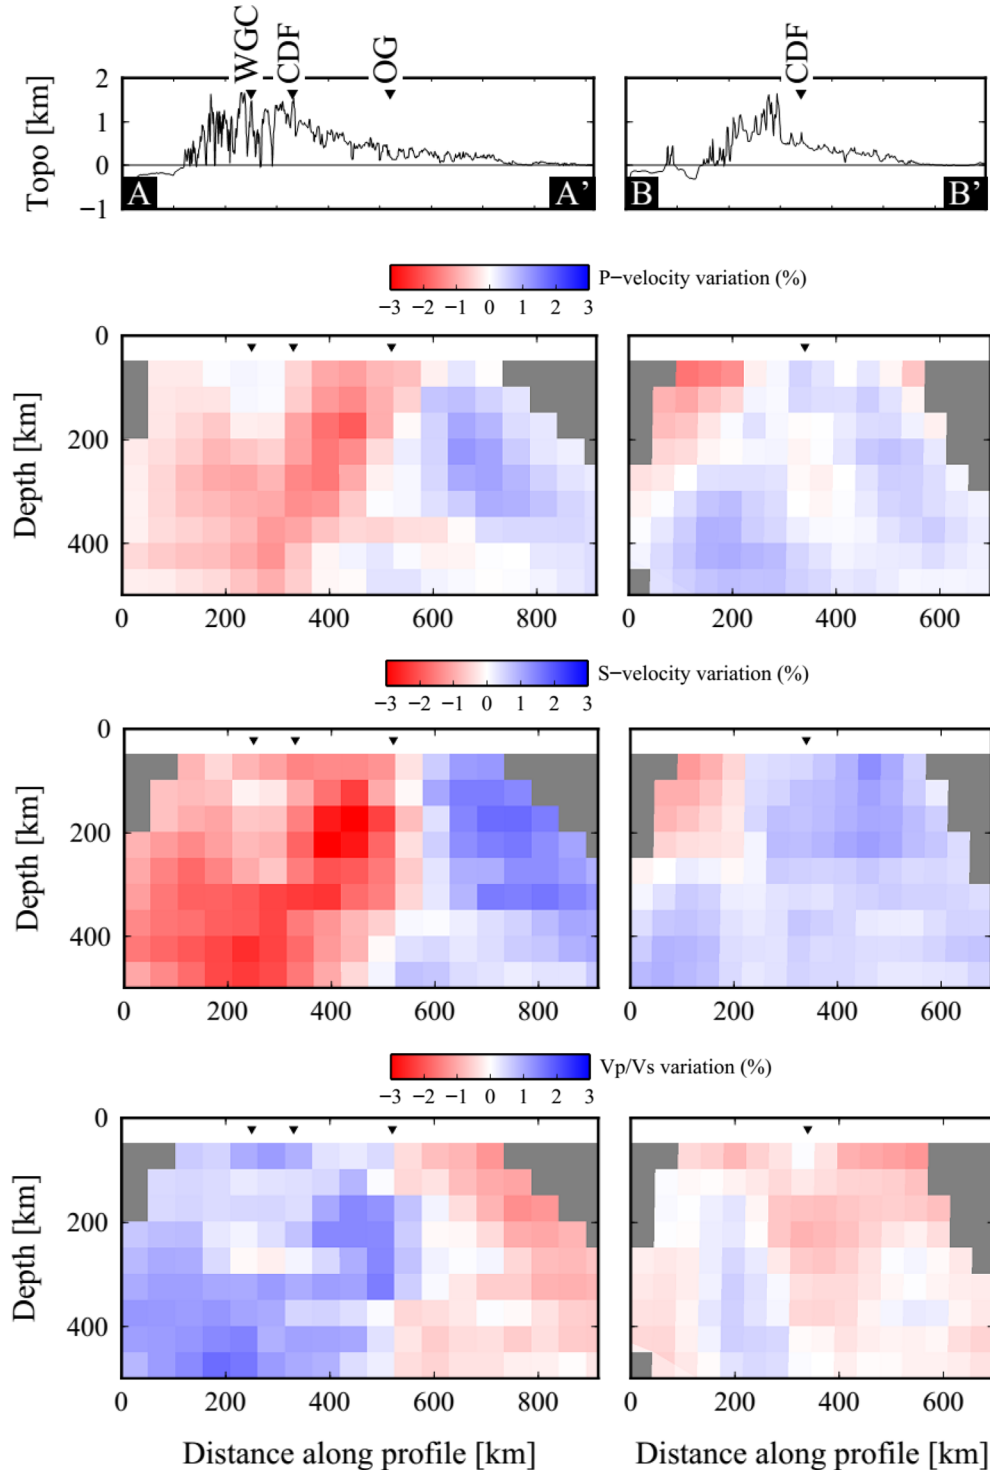 WGC CDF OG CDF
Topo [km]
2
1
0
−1
A A’ B B’
P−velocity variation (%)
−3 −2 −1 0 1 2 3
Depth [km]
0
200
400
0 200 400 600 800 0 200 400 600
S−velocity variation (%)
−3 −2 −1 0 1 2 3
Depth [km]
0
200
400
0 200 400 600 800 0 200 400 600
Vp/Vs variation (%)
−3 −2 −1 0 1 2 3
Depth [km]
0
200
400
0 200 400 600 800 0 200 400 600
Distance along profile [km] Distance along profile [km]